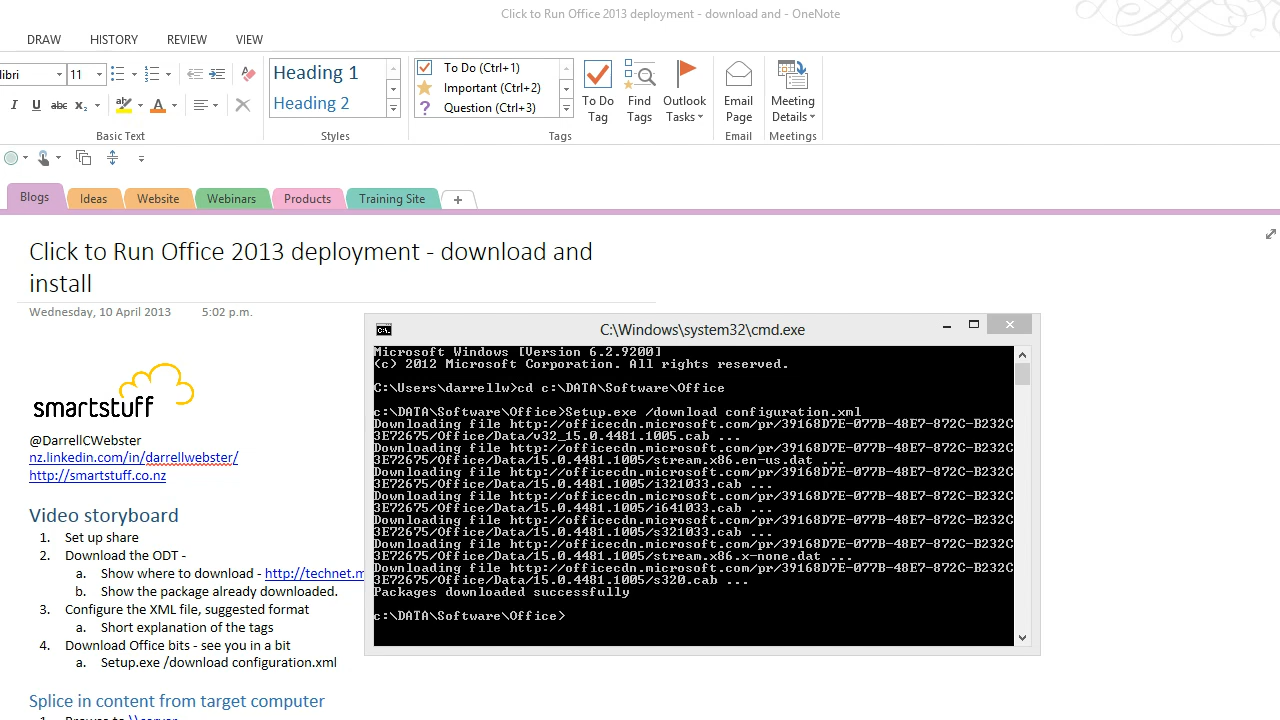 Click to Run Office 2013 deployment - download and - OneNote
DRAW HISTORY REVIEW VIEW
libri 11
Heading 1
Heading 2
To Do (Ctrl+1)
Important (Ctrl+2)
Question (Ctrl+3)
To Do
Tag
Find
Tags
Outlook
Tasks
Email
Page
Meeting
Details
I U abc x₂ ab A
Basic Text Styles Tags Email Meetings
Blogs Ideas Website Webinars Products Training Site +
Click to Run Office 2013 deployment - download and
install
Wednesday, 10 April 2013 5:02 p.m.
smartstuff
@DarrellCWebster
nz.linkedin.com/in/darrellwebster/
http://smartstuff.co.nz
Video storyboard
1. Set up share
2. Download the ODT -
a. Show where to download - http://technet.m
b. Show the package already downloaded.
3. Configure the XML file, suggested format
a. Short explanation of the tags
4. Download Office bits - see you in a bit
a. Setup.exe /download configuration.xml
Splice in content from target computer
1. Browse to \\server
C:\Windows\system32\cmd.exe
Microsoft Windows [Version 6.2.9200]
(c) 2012 Microsoft Corporation. All rights reserved.
C:\Users\darrellw>cd c:\DATA\Software\Office
c:\DATA\Software\Office>Setup.exe /download configuration.xml
Downloading file http://officecdn.microsoft.com/pr/39168D7E-077B-48E7-872C-B232C
3E72675/Office/Data/v32_15.0.4481.1005.cab ...
Downloading file http://officecdn.microsoft.com/pr/39168D7E-077B-48E7-872C-B232C
3E72675/Office/Data/15.0.4481.1005/stream.x86.en-us.dat ...
Downloading file http://officecdn.microsoft.com/pr/39168D7E-077B-48E7-872C-B232C
3E72675/Office/Data/15.0.4481.1005/i321033.cab ...
Downloading file http://officecdn.microsoft.com/pr/39168D7E-077B-48E7-872C-B232C
3E72675/Office/Data/15.0.4481.1005/i641033.cab ...
Downloading file http://officecdn.microsoft.com/pr/39168D7E-077B-48E7-872C-B232C
3E72675/Office/Data/15.0.4481.1005/s321033.cab ...
Downloading file http://officecdn.microsoft.com/pr/39168D7E-077B-48E7-872C-B232C
3E72675/Office/Data/15.0.4481.1005/stream.x86.x-none.dat ...
Downloading file http://officecdn.microsoft.com/pr/39168D7E-077B-48E7-872C-B232C
3E72675/Office/Data/15.0.4481.1005/s320.cab ...
Packages downloaded successfully
c:\DATA\Software\Office>